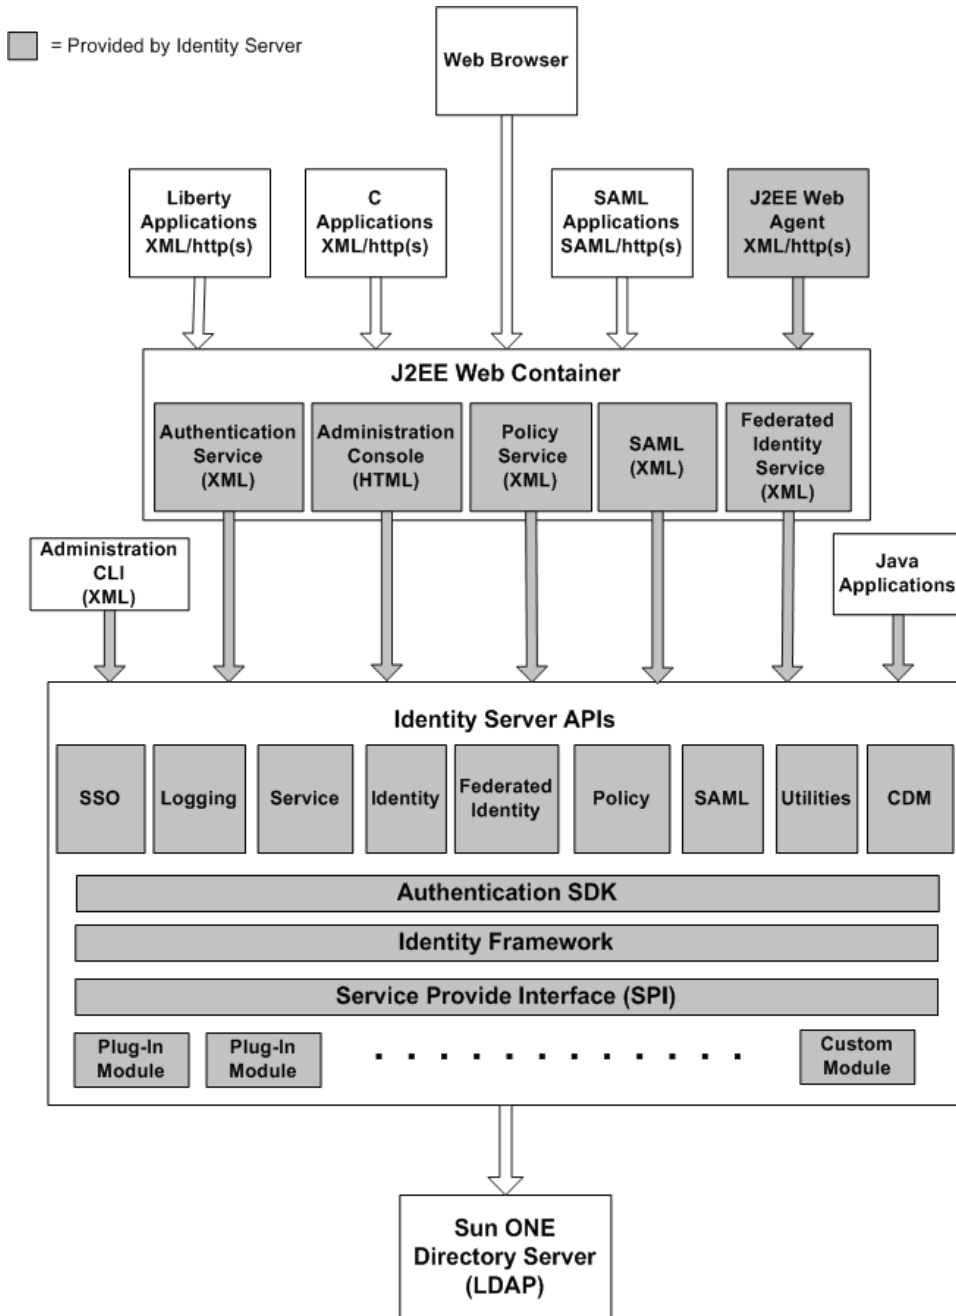 = Provided by Identity Server
Web Browser
Liberty
Applications
XML/http(s)
C
Applications
XML/http(s)
SAML
Applications
SAML/http(s)
J2EE Web
Agent
XML/http(s)
J2EE Web Container
Authentication
Service
(XML)
Administration
Console
(HTML)
Policy
Service
(XML)
SAML
(XML)
Federated
Identity
Service
(XML)
Administration
CLI
(XML)
Java
Applications
Identity Server APIs
SSO
Logging
Service
Identity
Federated
Identity
Policy
SAML
Utilities
CDM
Authentication SDK
Identity Framework
Service Provide Interface (SPI)
Plug-In
Module
Plug-In
Module
Custom
Module
Sun ONE
Directory Server
(LDAP)